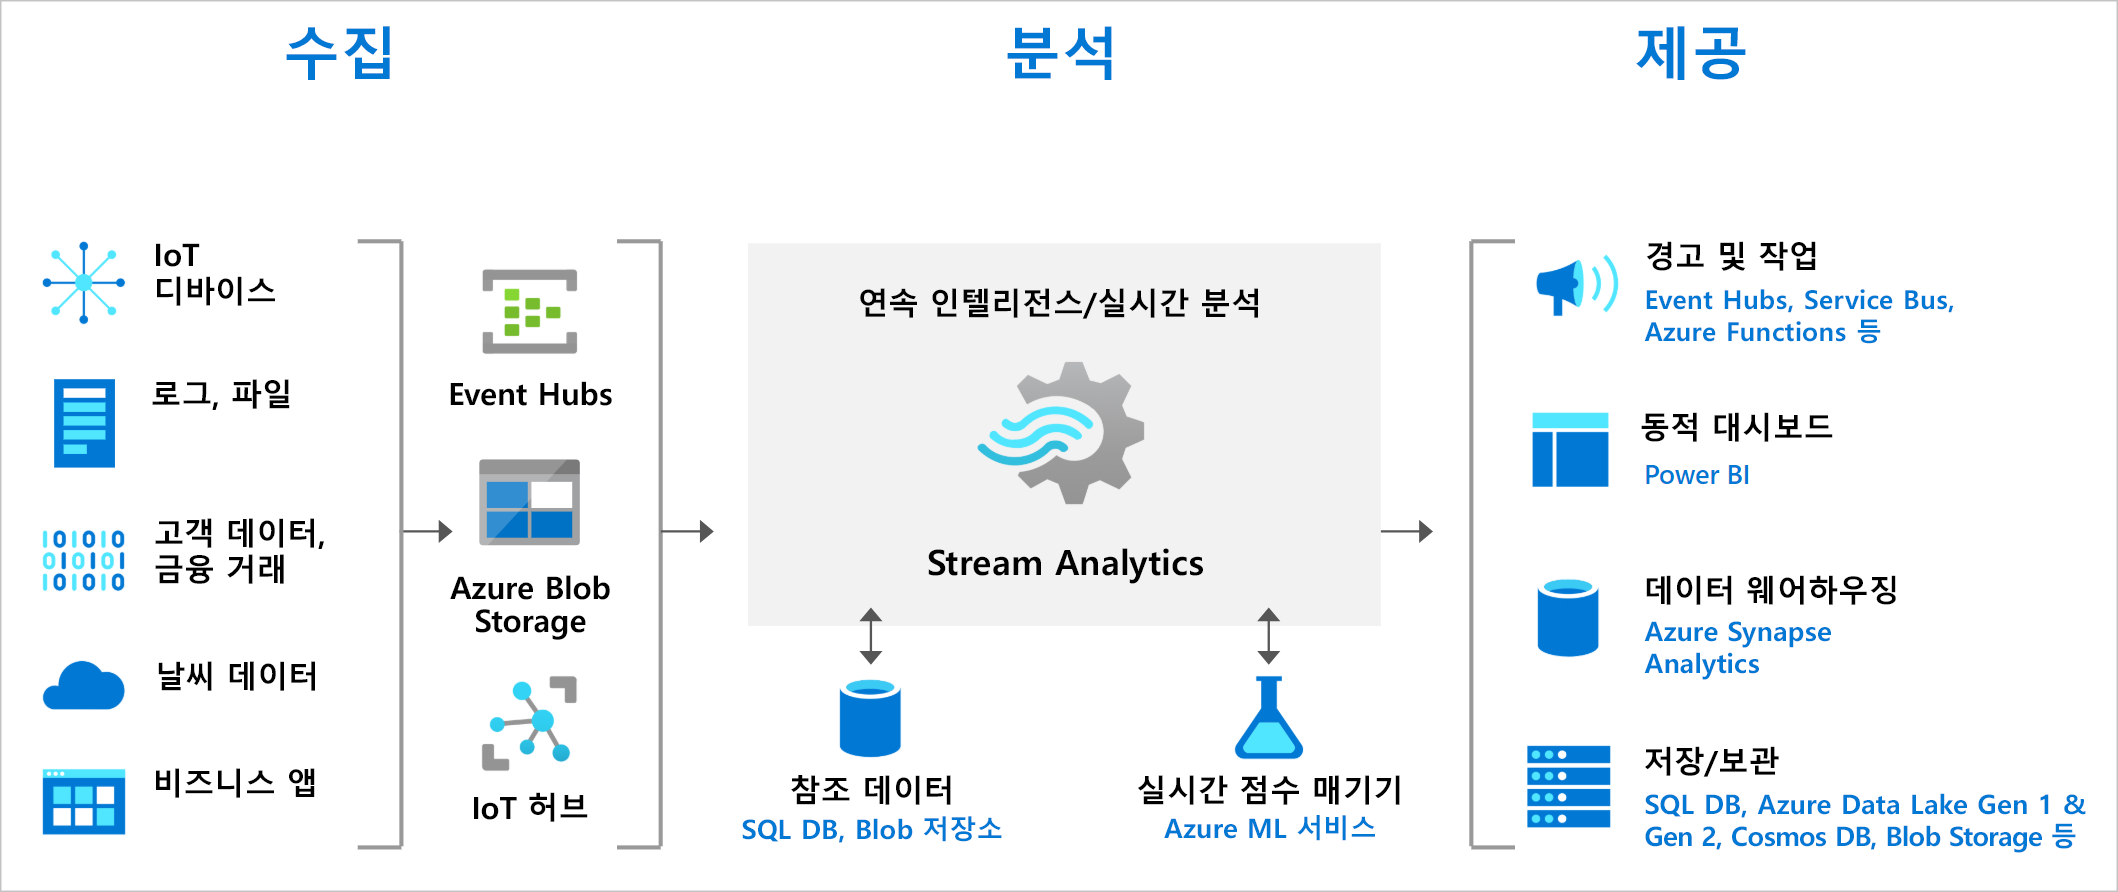 수집
분석
제공
IoT
디바이스
로그, 파일
고객 데이터,
금융 거래
날씨 데이터
비즈니스 앱
Event Hubs
Azure Blob
Storage
IoT 허브
연속 인텔리전스/실시간 분석
Stream Analytics
참조 데이터
SQL DB, Blob 저장소
실시간 점수 매기기
Azure ML 서비스
경고 및 작업
Event Hubs, Service Bus,
Azure Functions 등
동적 대시보드
Power BI
데이터 웨어하우징
Azure Synapse
Analytics
저장/보관
SQL DB, Azure Data Lake Gen 1 &
Gen 2, Cosmos DB, Blob Storage 등